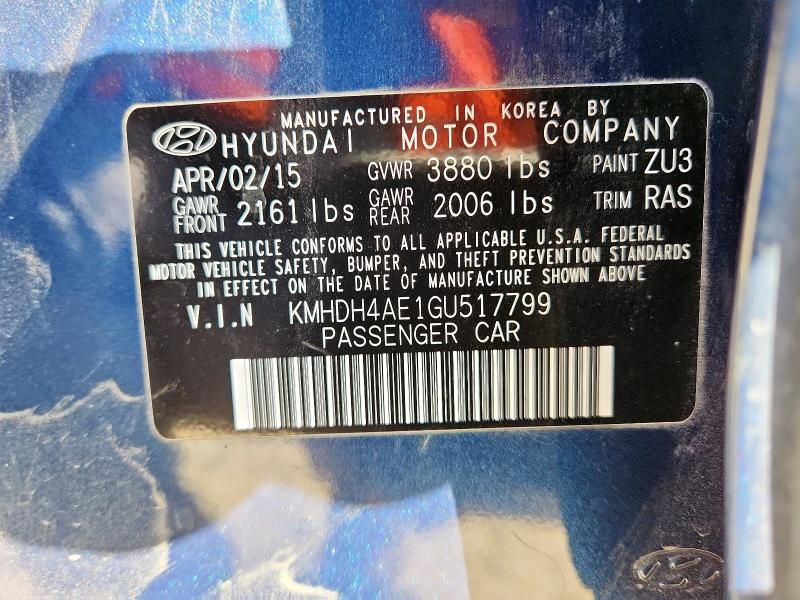 MANUFACTURED IN KOREA BY
HYUNDAI MOTOR COMPANY
APR/02/15 GVWR 3880 lbs PAINT ZU3
GAWR FRONT 2161 lbs GAWR REAR 2006 lbs TRIM RAS
THIS VEHICLE CONFORMS TO ALL APPLICABLE U.S.A. FEDERAL
MOTOR VEHICLE SAFETY, BUMPER, AND THEFT PREVENTION STANDARDS
IN EFFECT ON THE DATE OF MANUFACTURE SHOWN ABOVE
V.I.N KMHDH4AE1GU517799
PASSENGER CAR